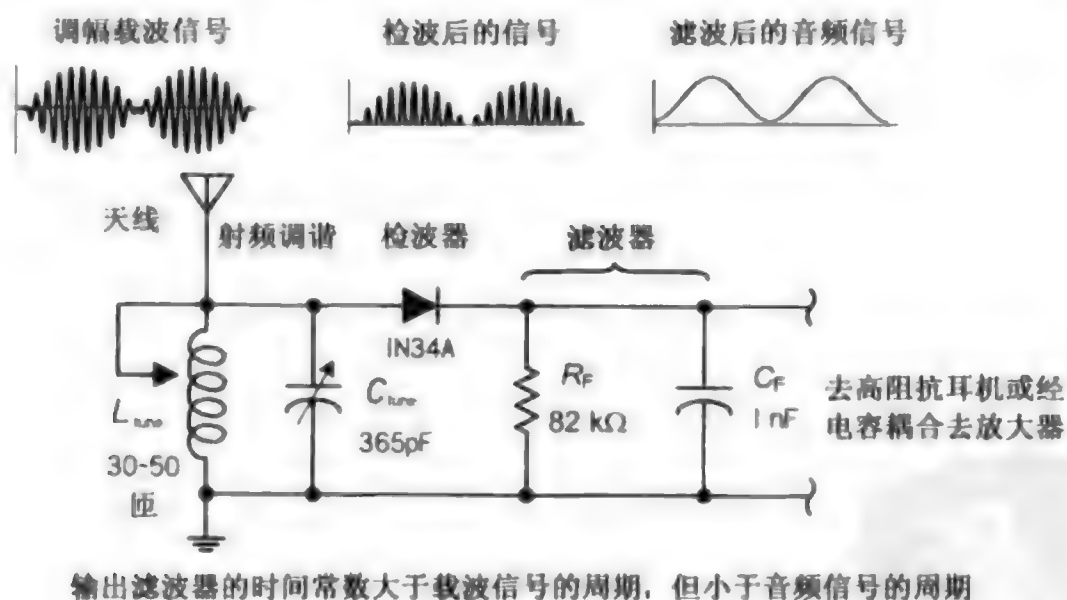 调幅载波信号
检波后的信号
滤波后的音频信号
天线
射频调谐
检波器
滤波器
IN34A
L tune
30-50
匝
C tune
365pF
R F
82 kΩ
C F
1 nF
去高阻抗耳机或经
电容耦合去放大器
输出滤波器的时间常数大于载波信号的周期，但小于音频信号的周期